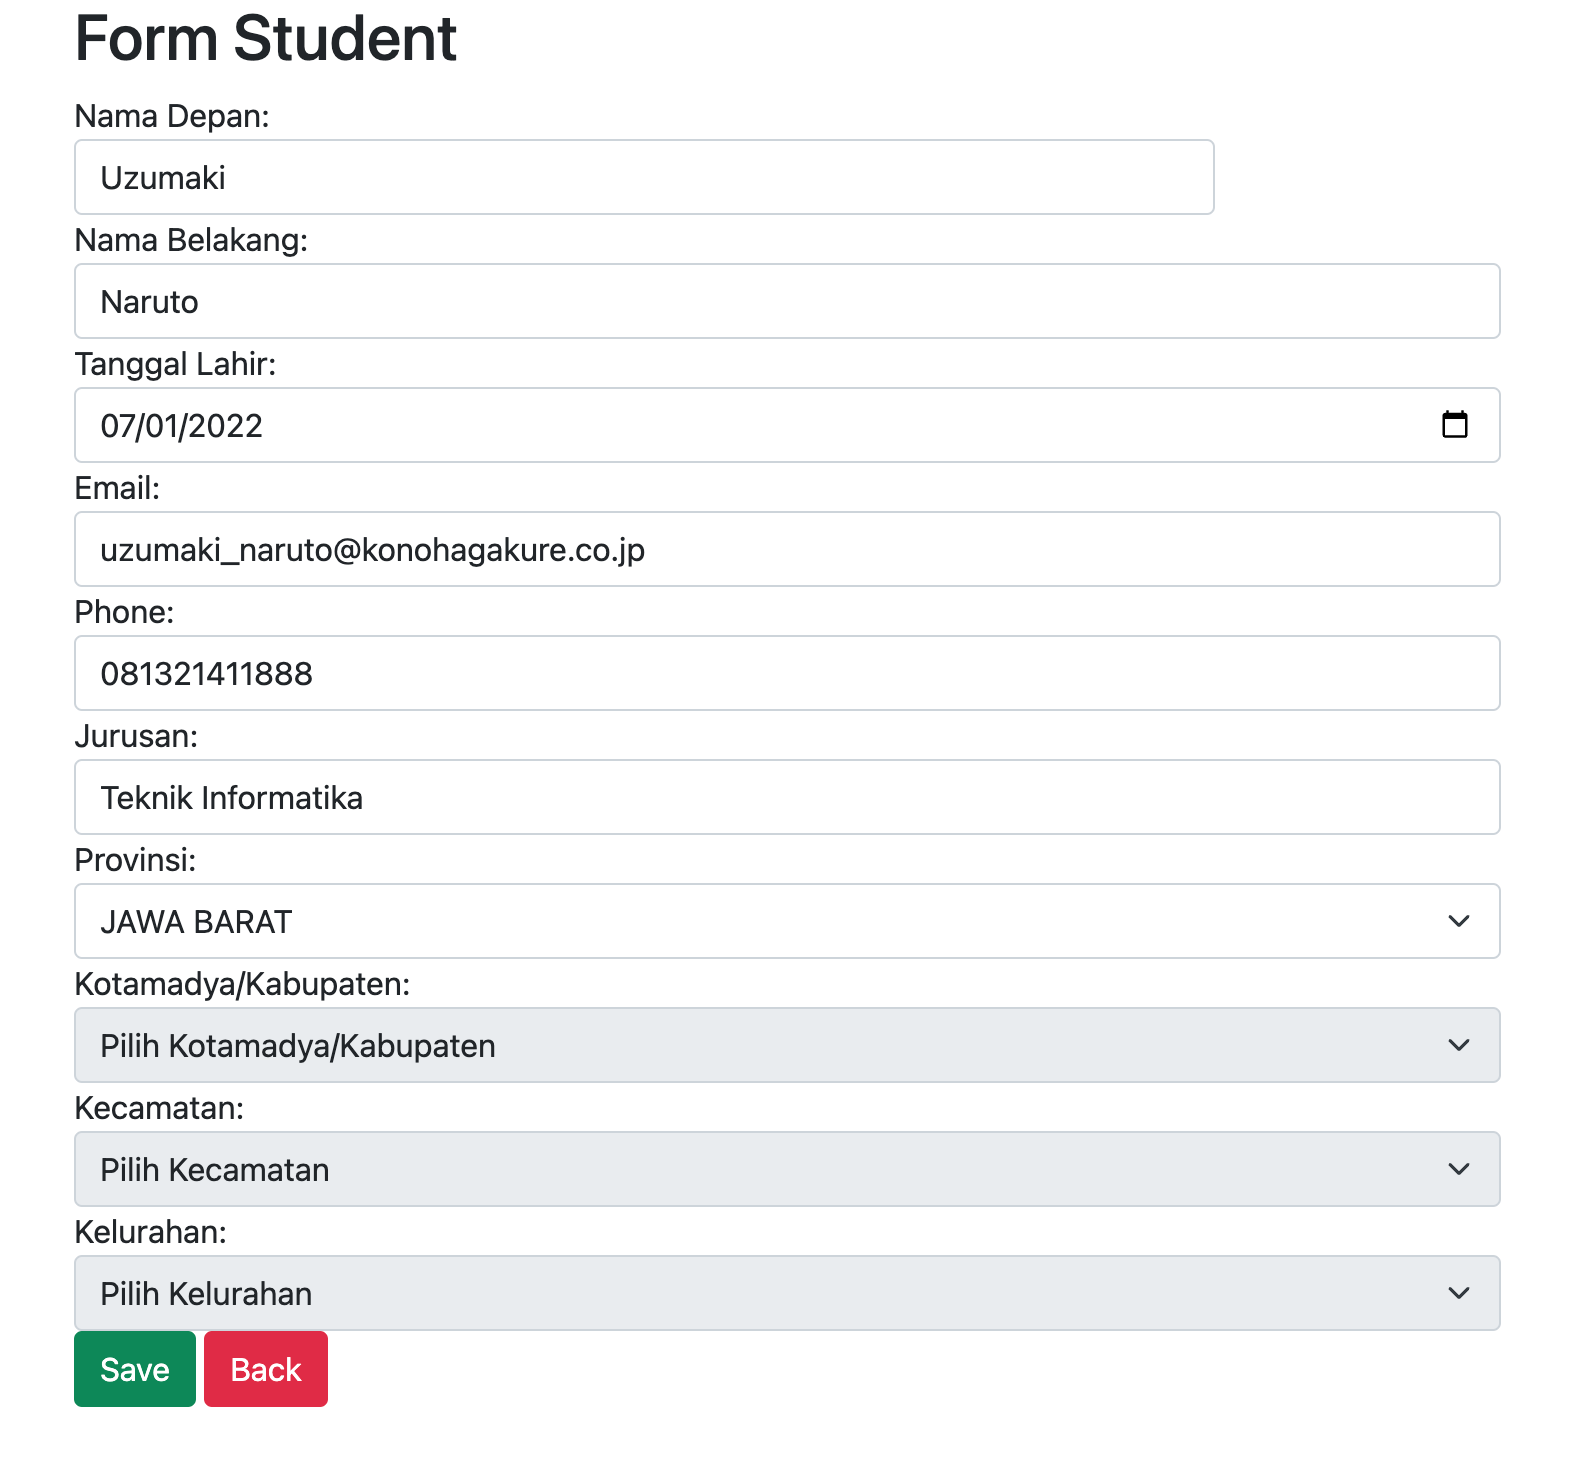 Form Student
Nama Depan:
Uzumaki
Nama Belakang:
Naruto
Tanggal Lahir:
07/01/2022
Email:
uzumaki_naruto@konohagakure.co.jp
Phone:
081321411888
Jurusan:
Teknik Informatika
Provinsi:
JAWA BARAT
Kotamadya/Kabupaten:
Pilih Kotamadya/Kabupaten
Kecamatan:
Pilih Kecamatan
Kelurahan:
Pilih Kelurahan
Save Back